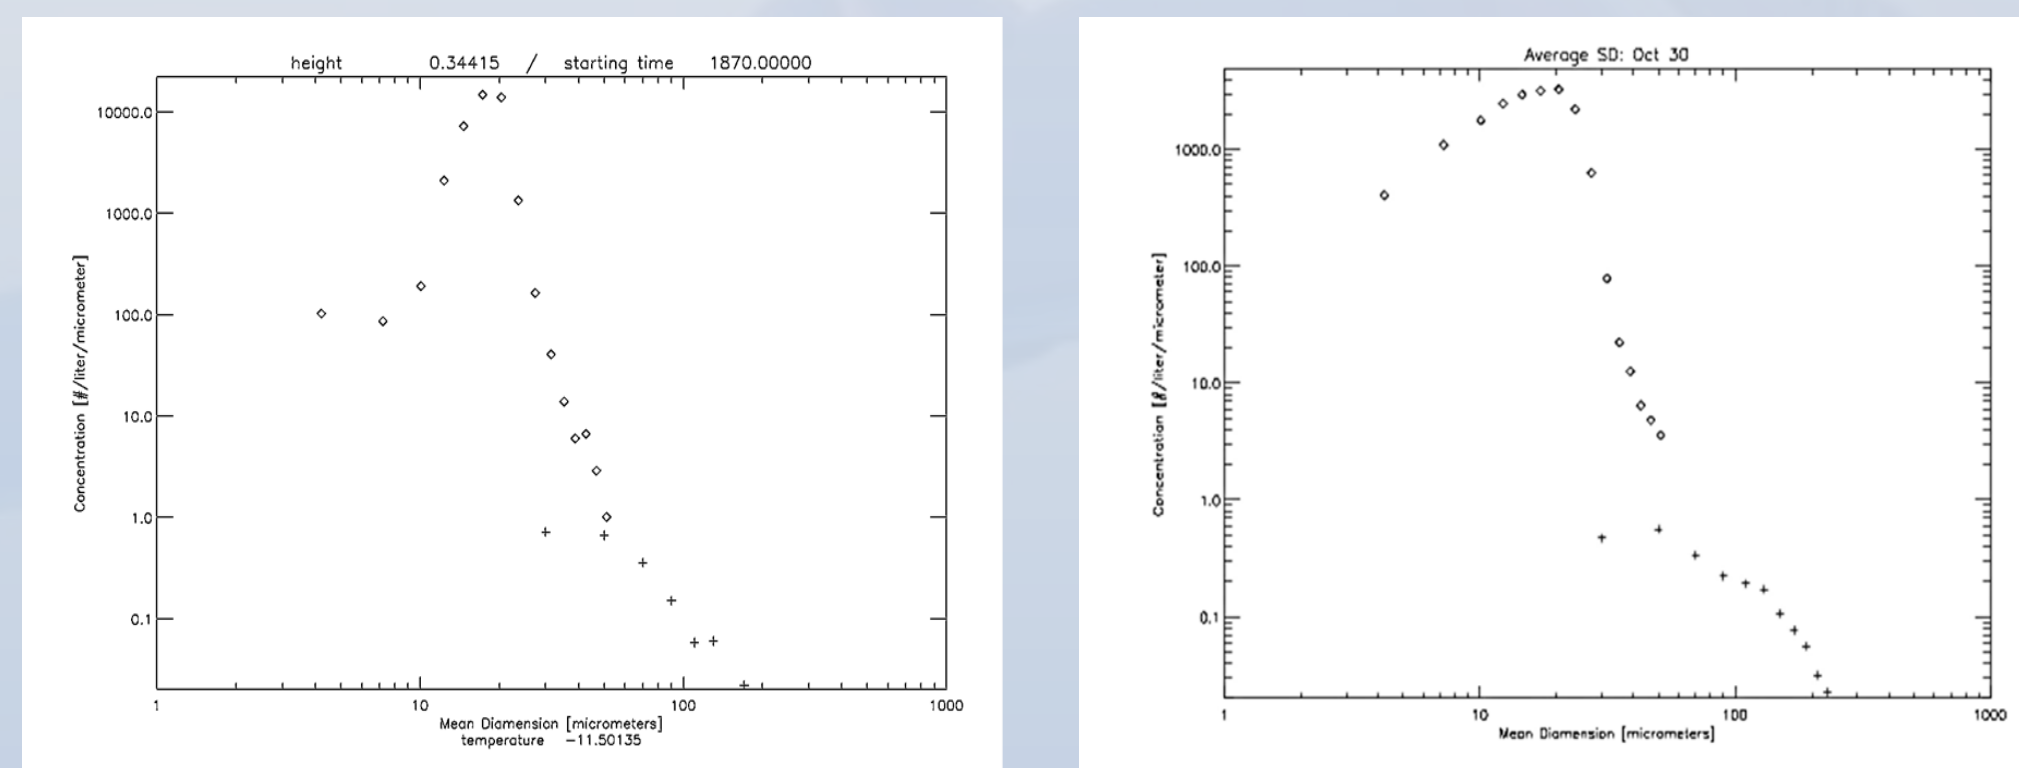 height 0.34415 / starting time 1870.00000
10000.0
1000.0
100.0
10.0
1.0
0.1
Concentration [#/liter/micrometer]
1 10 100 1000
Mean Diamension [micrometers]
temperature -11.50135
Average SD: Oct 30
1000.0
100.0
10.0
1.0
0.1
Concentration [#/liter/micrometer]
1 10 100 1000
Mean Diamension [micrometers]